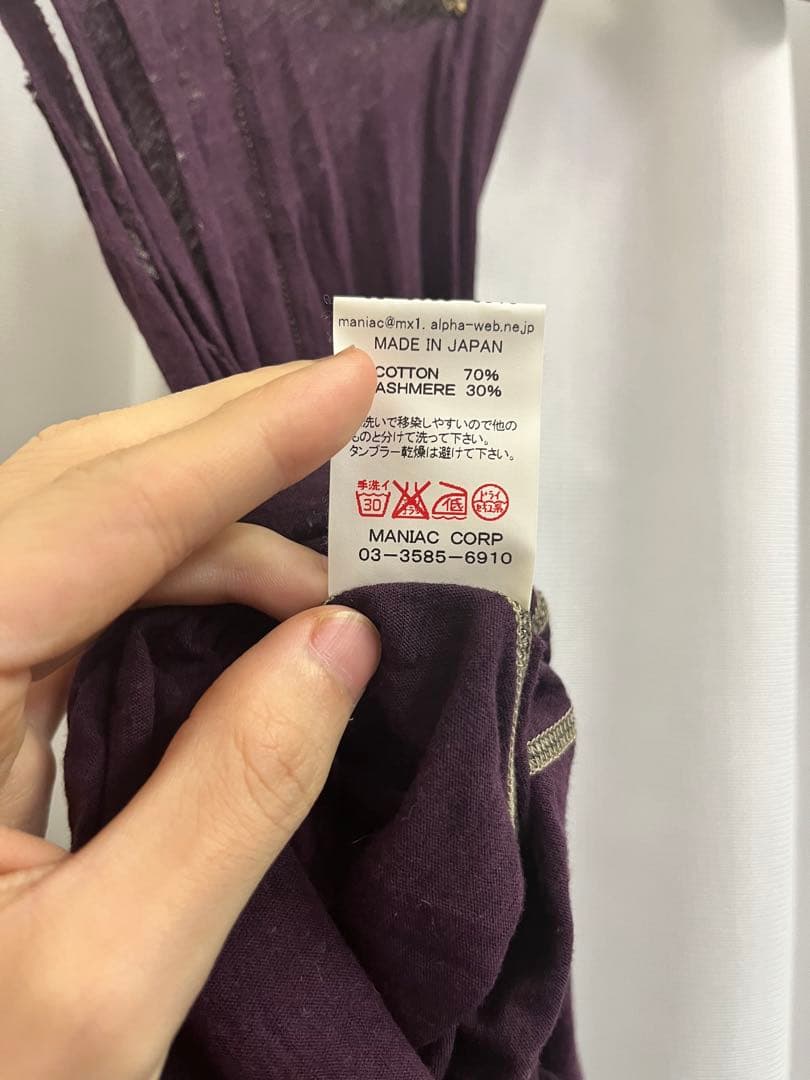 maniac@mx1. alpha-web.ne.jp
MADE IN JAPAN
COTTON 70%
ASHMERE 30%
洗いで移染しやすいので他の
ものと分けて洗って下さい。
タンブラー乾燥は避けて下さい。
手洗イ
30
低
ドライ
MANIAC CORP
03-3585-6910